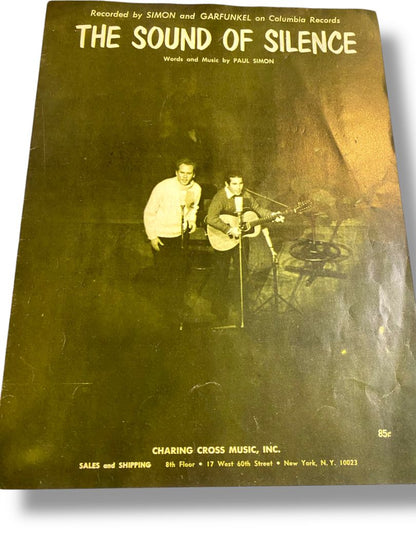 Recorded by SIMON and GARFUNKEL on Columbia Records
THE SOUND OF SILENCE
Words and Music by PAUL SIMON
85¢
CHARING CROSS MUSIC, INC.
SALES and SHIPPING 8th Floor • 17 West 60th Street • New York, N. Y. 10023